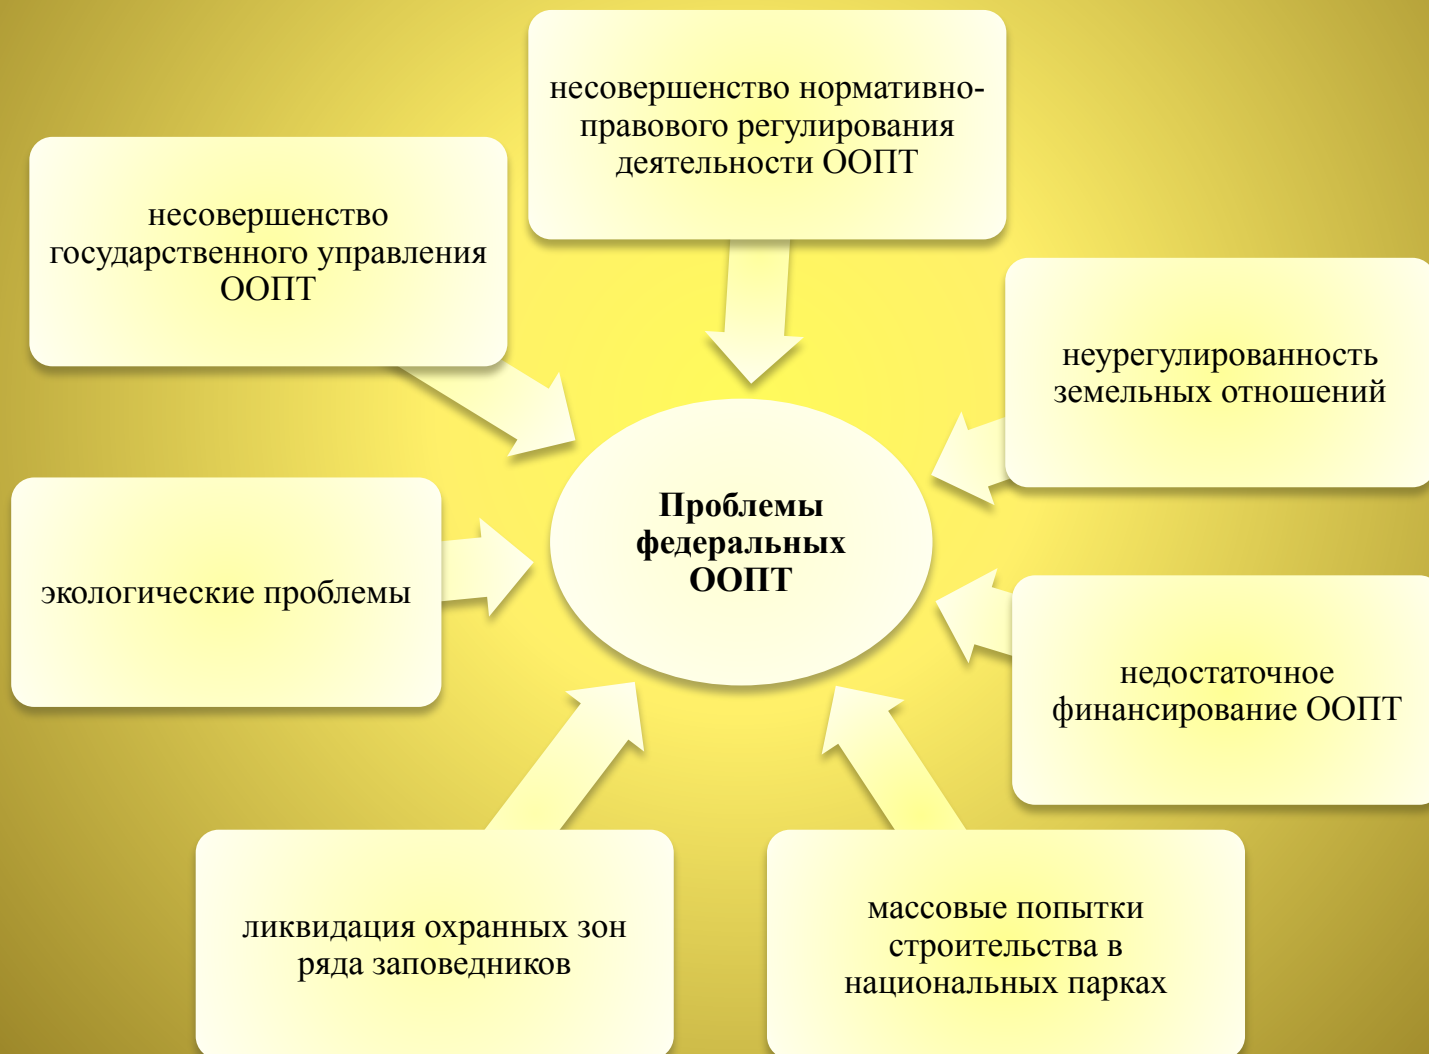 несовершенство нормативно-
правового регулирования
деятельности ООПТ
несовершенство
государственного управления
ООПТ
неурегулированность
земельных отношений
Проблемы
федеральных
ООПТ
экологические проблемы
недостаточное
финансирование ООПТ
ликвидация охранных зон
ряда заповедников
массовые попытки
строительства в
национальных парках